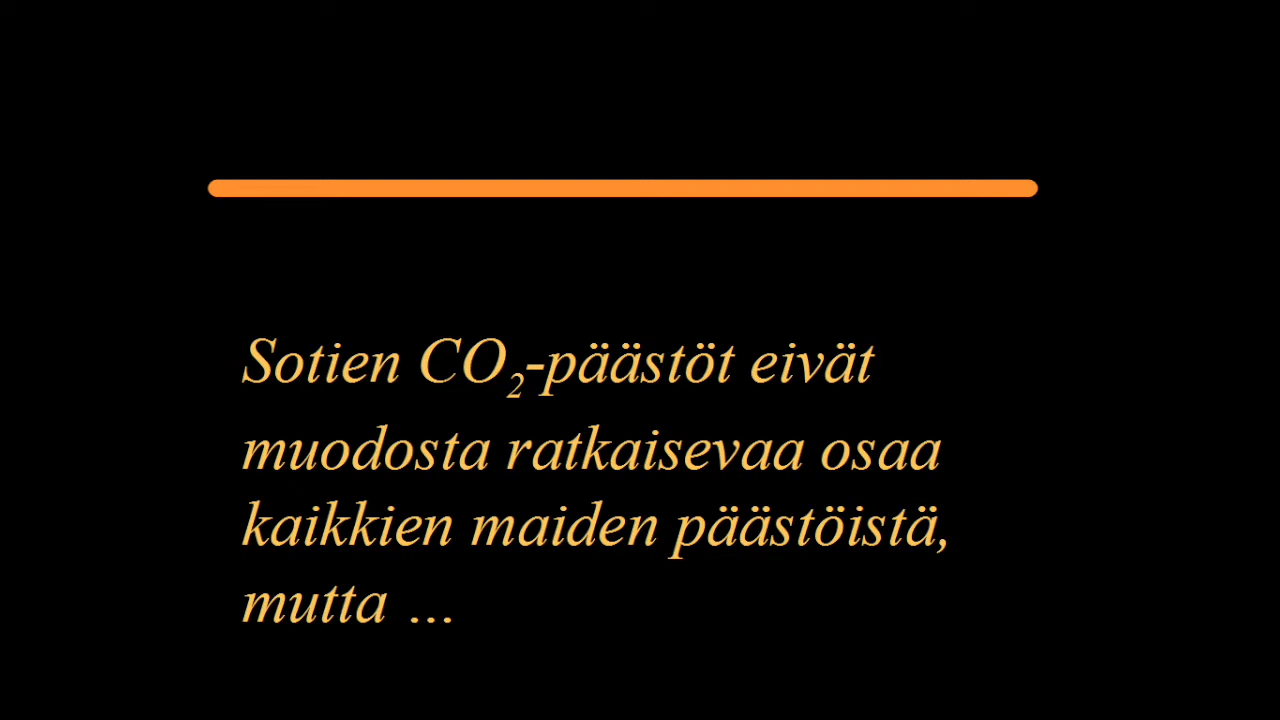 Sotien CO₂-päästöt eivät
muodosta ratkaisevaa osaa
kaikkien maiden päästöistä,
mutta …